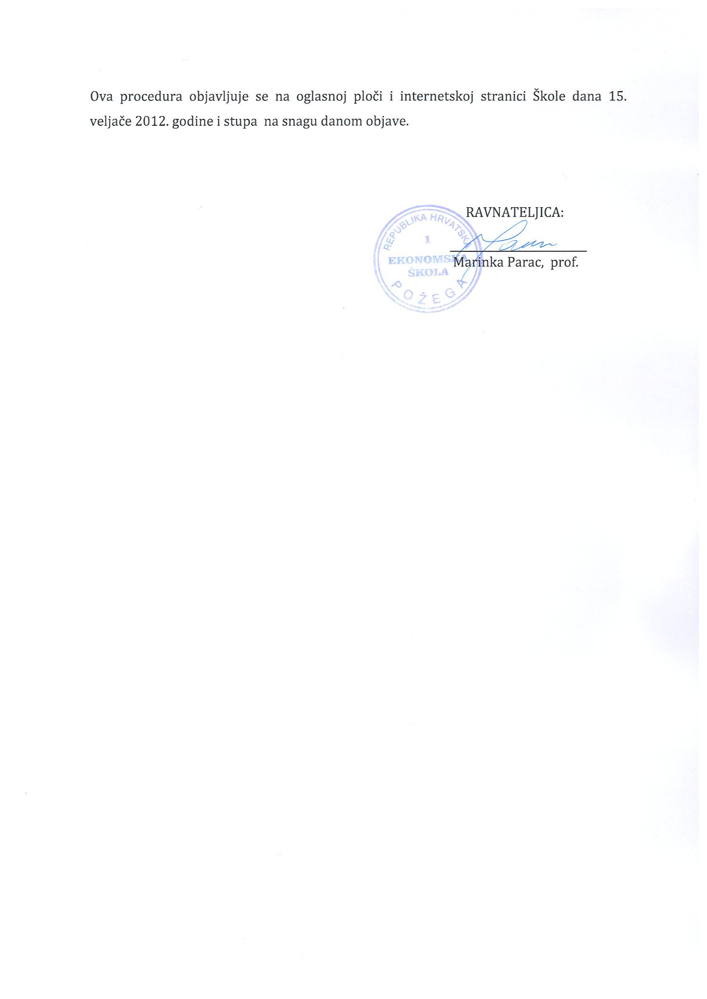 Ova procedura objavljuje se na oglasnoj ploči i internetskoj stranici Škole dana 15.
veljače 2012. godine i stupa na snagu danom objave.
RAVNATELJICA:
Marinka Parac, prof.
REPUBLIKA HRVATSKA
1
EKONOMSKA
ŠKOLA
POŽEGA